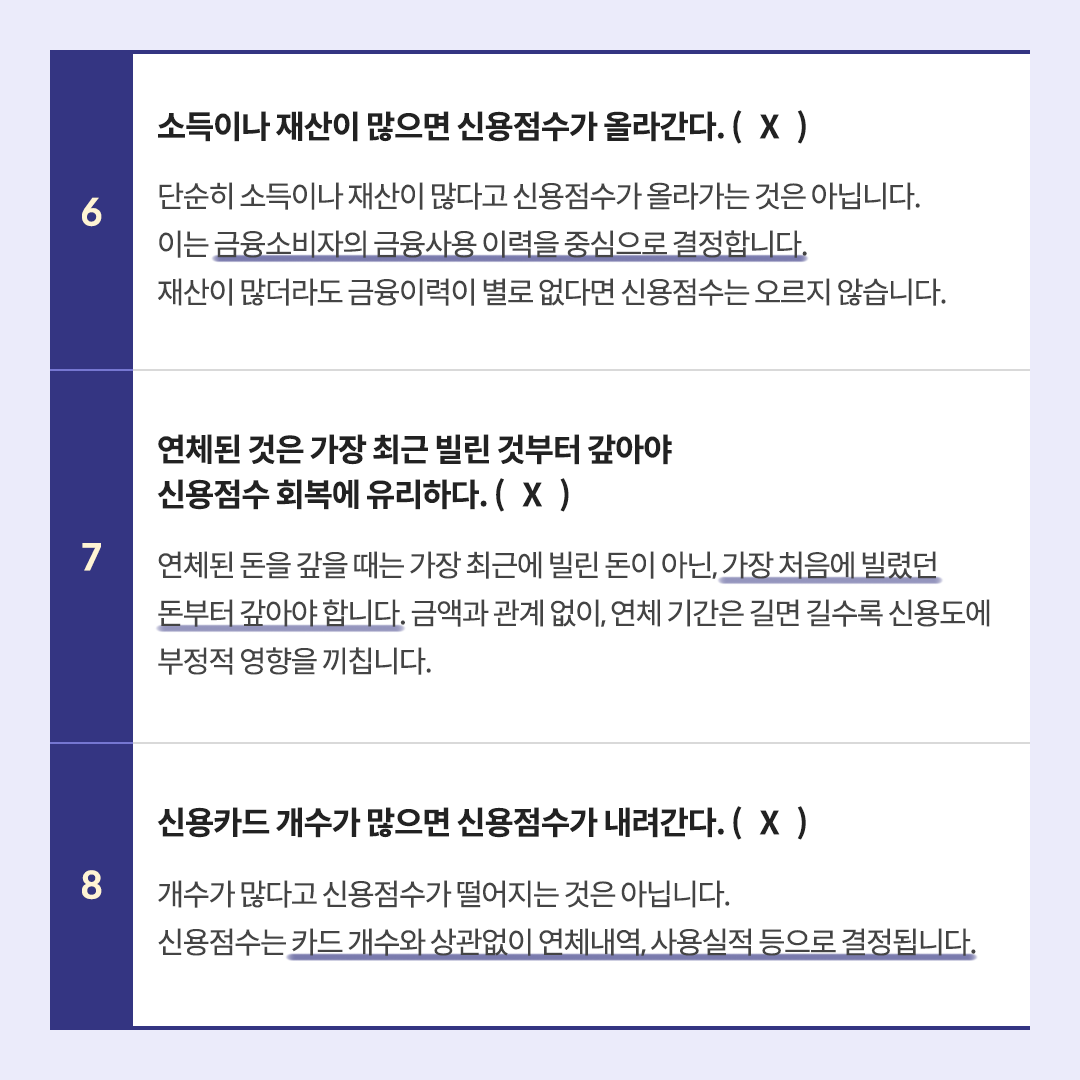 6
소득이나 재산이 많으면 신용점수가 올라간다. ( X )
단순히 소득이나 재산이 많다고 신용점수가 올라가는 것은 아닙니다.
이는 금융소비자의 금융사용 이력을 중심으로 결정합니다.
재산이 많더라도 금융이력이 별로 없다면 신용점수는 오르지 않습니다.
7
연체된 것은 가장 최근 빌린 것부터 갚아야
신용점수 회복에 유리하다. ( X )
연체된 돈을 갚을 때는 가장 최근에 빌린 돈이 아닌, 가장 처음에 빌렸던
돈부터 갚아야 합니다. 금액과 관계 없이, 연체 기간은 길면 길수록 신용도에
부정적 영향을 끼칩니다.
8
신용카드 개수가 많으면 신용점수가 내려간다. ( X )
개수가 많다고 신용점수가 떨어지는 것은 아닙니다.
신용점수는 카드 개수와 상관없이 연체내역, 사용실적 등으로 결정됩니다.